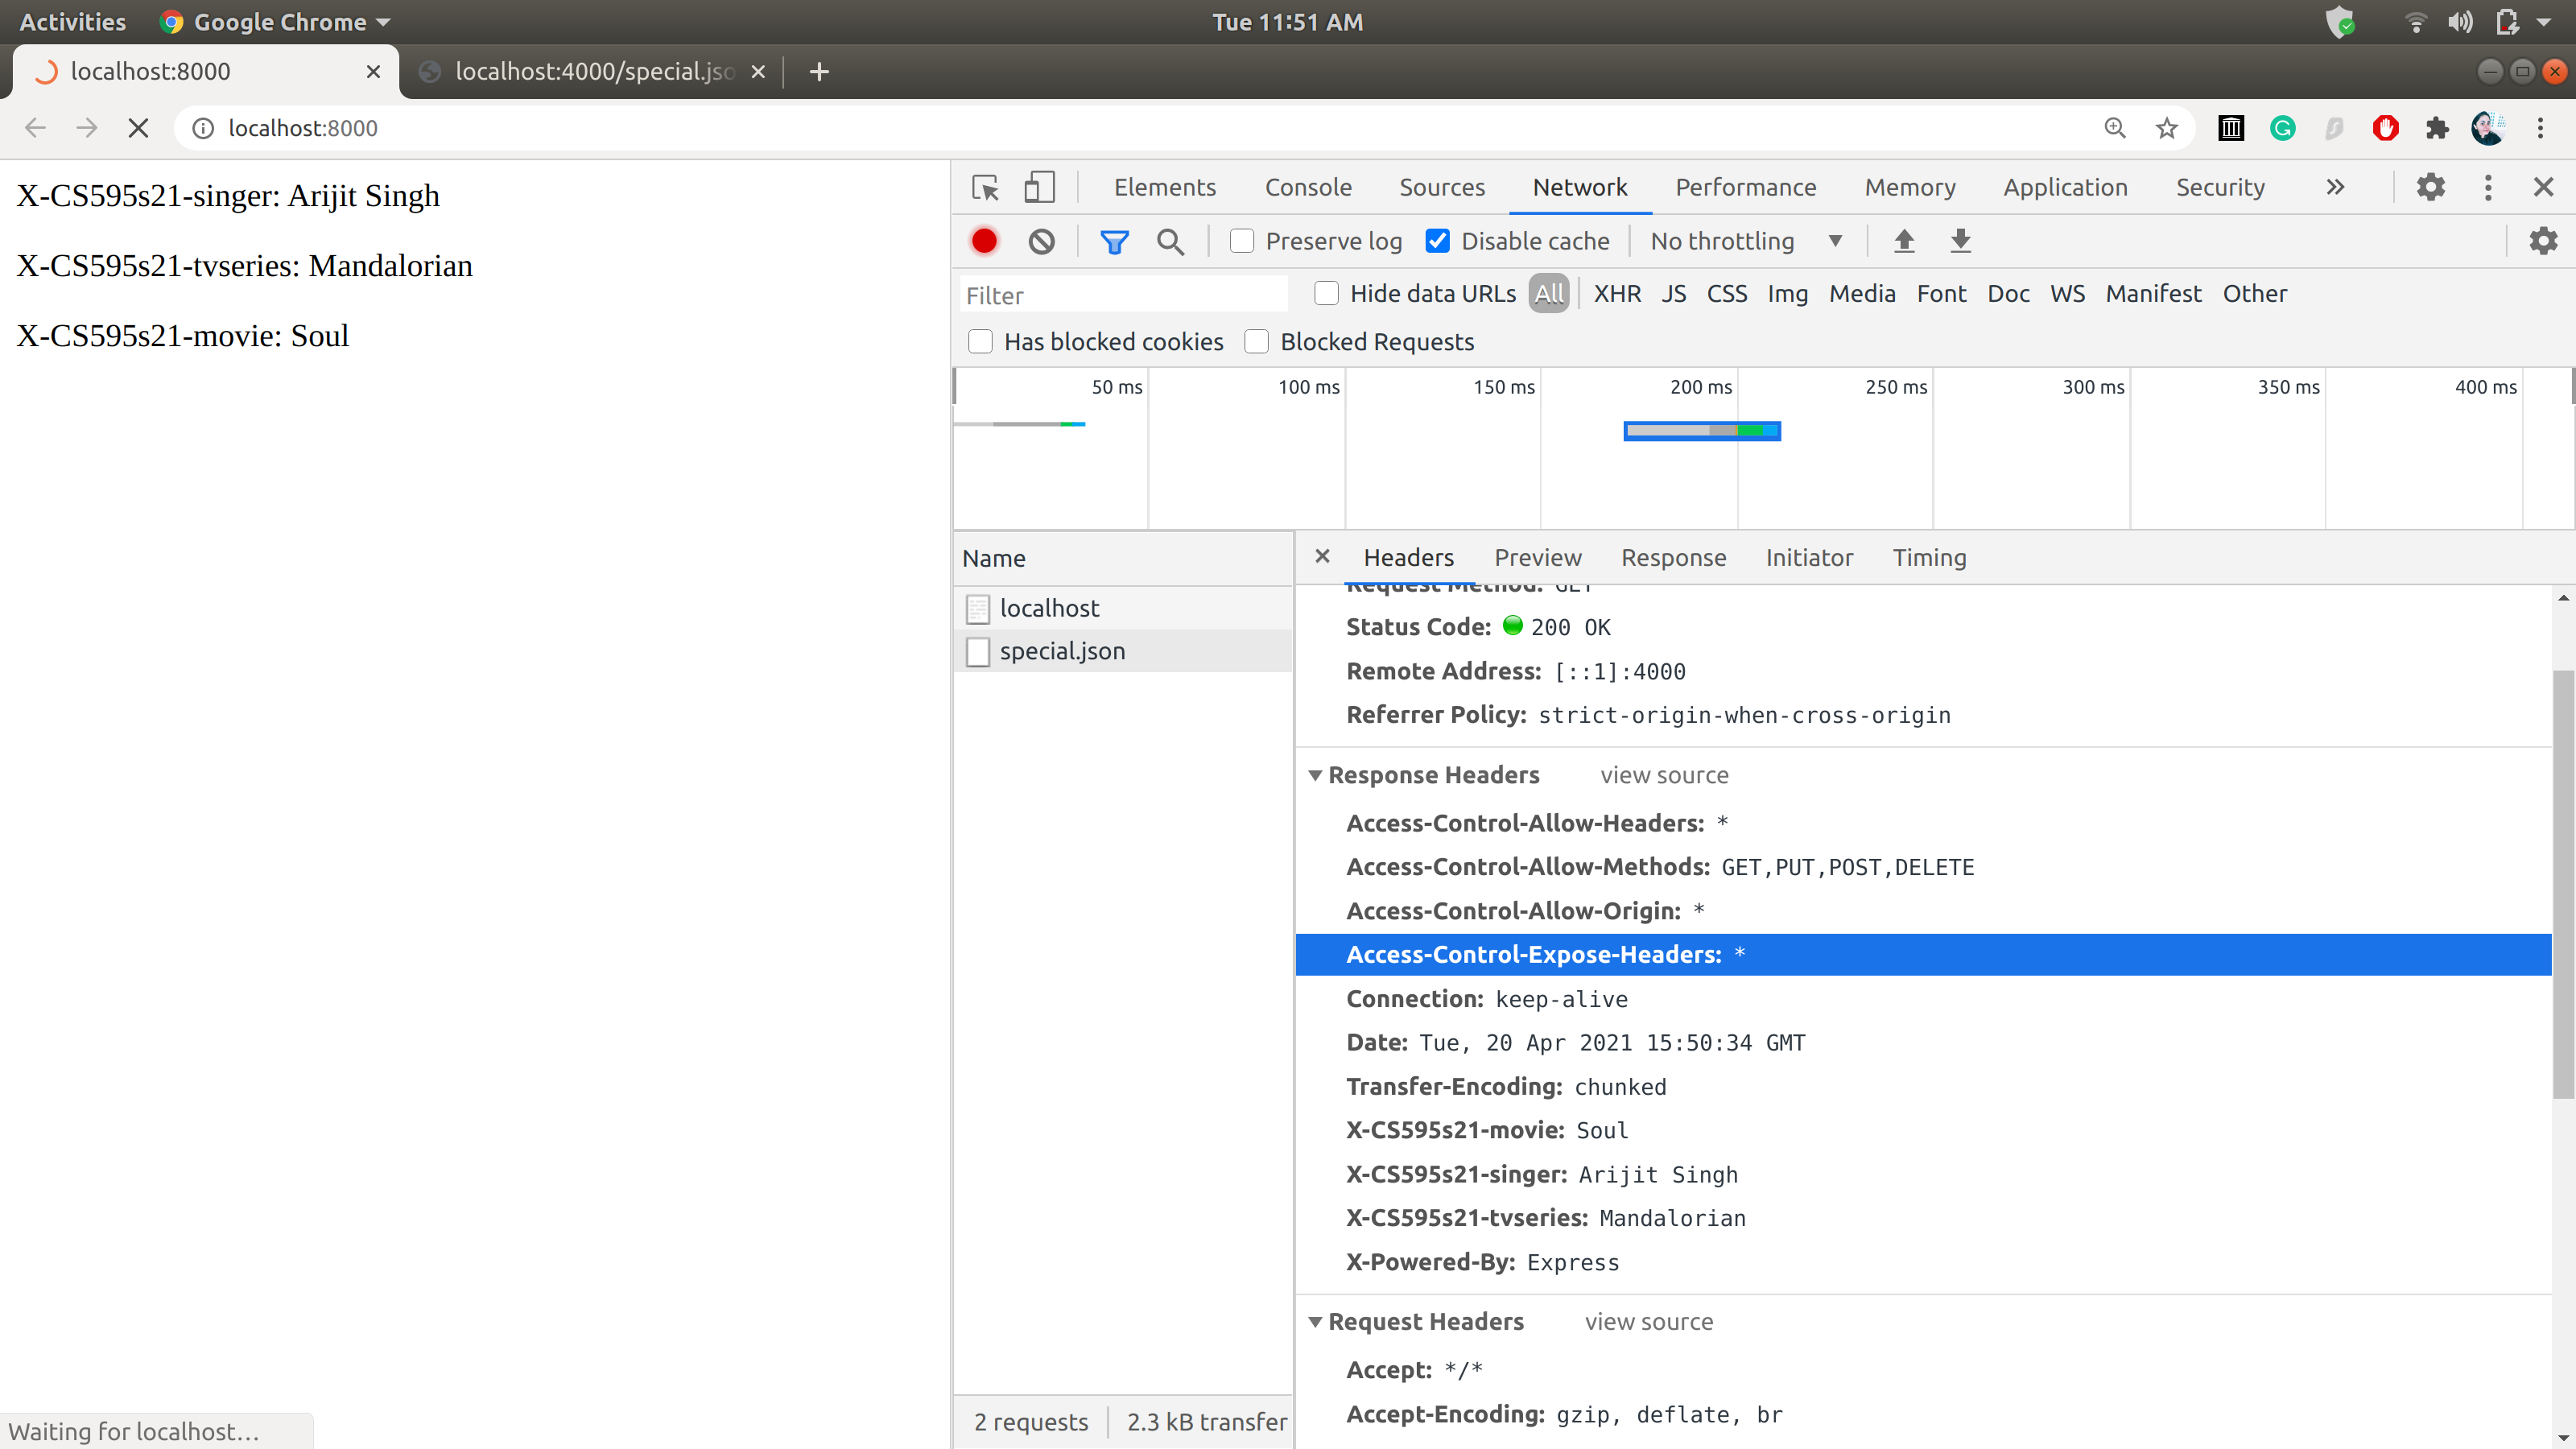 Activities Google Chrome Tue 11:51 AM
localhost:8000 localhost:4000/special.jso
localhost:8000
X-CS595s21-singer: Arijit Singh
X-CS595s21-tvseries: Mandalorian
X-CS595s21-movie: Soul
Elements Console Sources Network Performance Memory Application Security
Preserve log Disable cache No throttling
Filter Hide data URLs All XHR JS CSS Img Media Font Doc WS Manifest Other
Has blocked cookies Blocked Requests
50 ms 100 ms 150 ms 200 ms 250 ms 300 ms 350 ms 400 ms
Name
localhost
special.json
2 requests 2.3 kB transfer
Headers Preview Response Initiator Timing
Request Method: GET
Status Code: 200 OK
Remote Address: [::1]:4000
Referrer Policy: strict-origin-when-cross-origin
Response Headers view source
Access-Control-Allow-Headers: *
Access-Control-Allow-Methods: GET,PUT,POST,DELETE
Access-Control-Allow-Origin: *
Access-Control-Expose-Headers: *
Connection: keep-alive
Date: Tue, 20 Apr 2021 15:50:34 GMT
Transfer-Encoding: chunked
X-CS595s21-movie: Soul
X-CS595s21-singer: Arijit Singh
X-CS595s21-tvseries: Mandalorian
X-Powered-By: Express
Request Headers view source
Accept: */*
Accept-Encoding: gzip, deflate, br
Waiting for localhost...